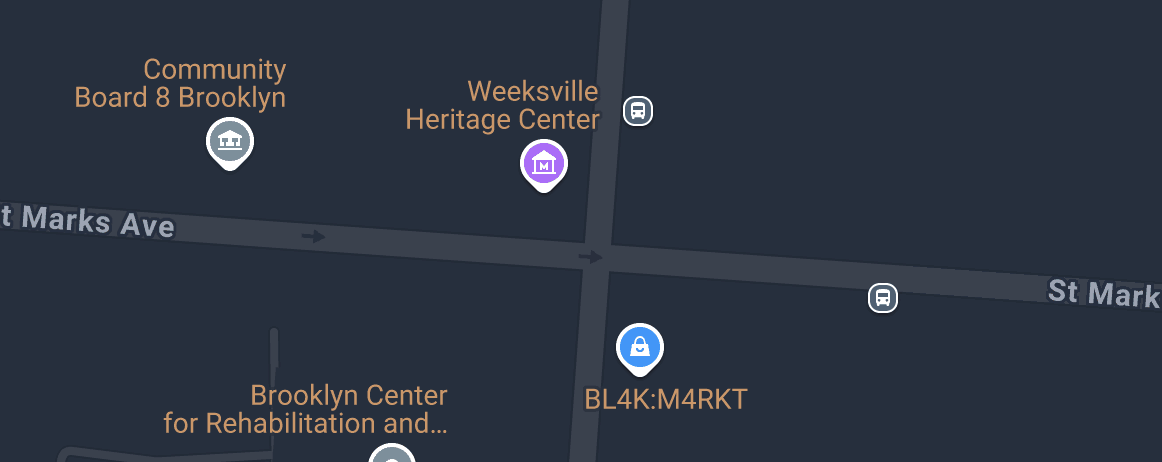 Community
Board 8 Brooklyn
Weeksville
Heritage Center
M
t Marks Ave
St Mark
BL4K:M4RKT
Brooklyn Center
for Rehabilitation and...